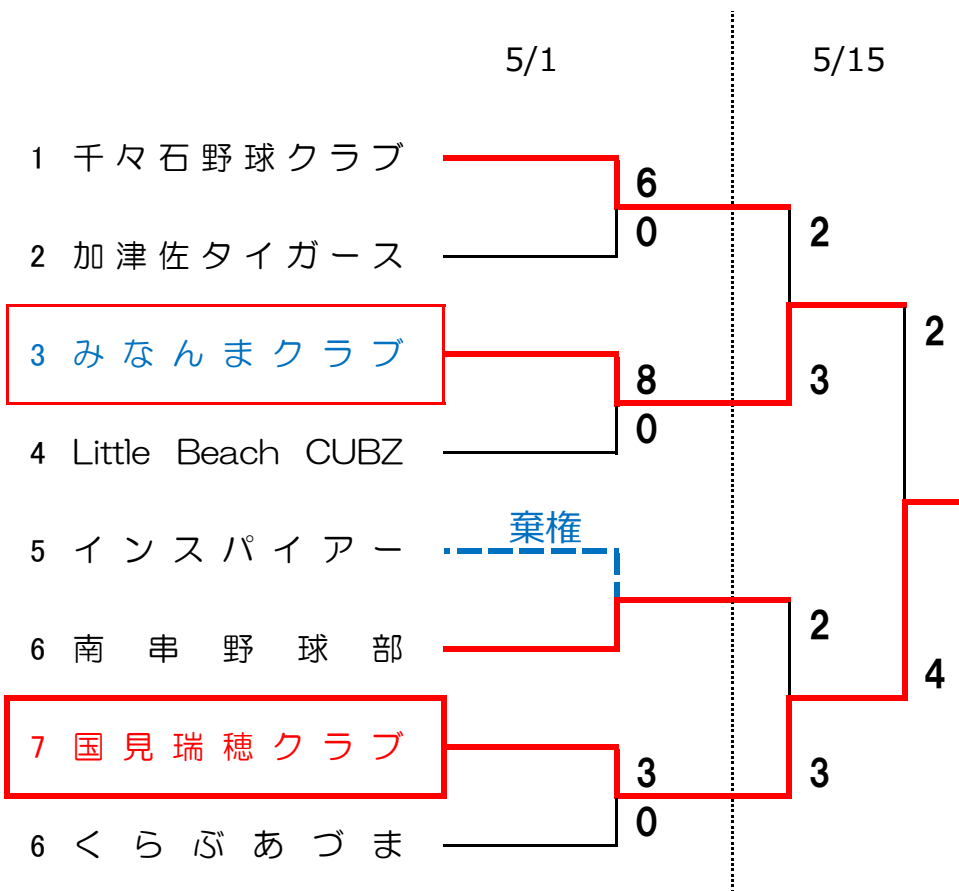 5/1 5/15
1 千々石野球クラブ
6
0
2 加津佐タイガース
2
3 みなんまクラブ
2
8
3
0
4 Little Beach CUBZ
棄権
5 インスパイアー
2
6 南串野球部
4
7 国見瑞穂クラブ
3
3
0
6 くらぶあづま